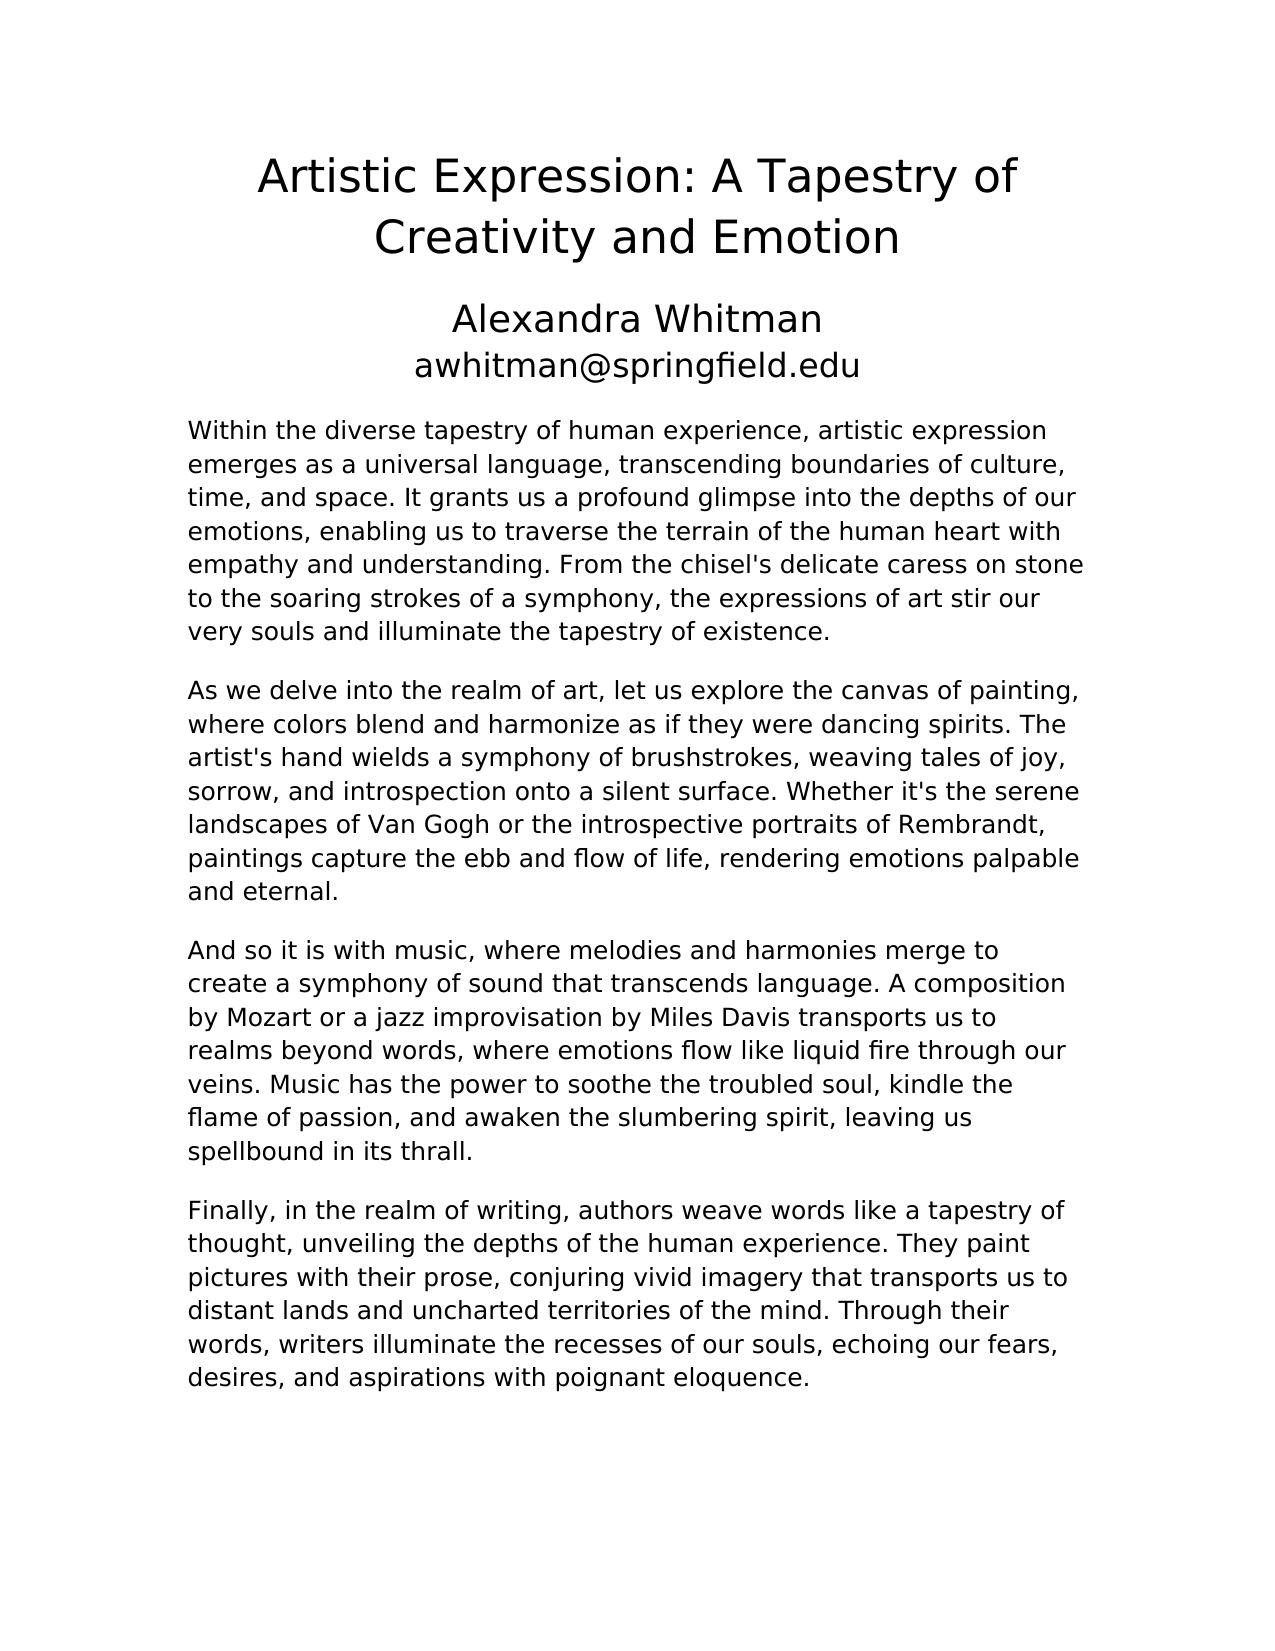 Artistic Expression: A Tapestry of
Creativity and Emotion
Alexandra Whitman
awhitman@springfield.edu
Within the diverse tapestry of human experience, artistic expression
emerges as a universal language, transcending boundaries of culture,
time, and space. It grants us a profound glimpse into the depths of our
emotions, enabling us to traverse the terrain of the human heart with
empathy and understanding. From the chisel's delicate caress on stone
to the soaring strokes of a symphony, the expressions of art stir our
very souls and illuminate the tapestry of existence.
As we delve into the realm of art, let us explore the canvas of painting,
where colors blend and harmonize as if they were dancing spirits. The
artist's hand wields a symphony of brushstrokes, weaving tales of joy,
sorrow, and introspection onto a silent surface. Whether it's the serene
landscapes of Van Gogh or the introspective portraits of Rembrandt,
paintings capture the ebb and flow of life, rendering emotions palpable
and eternal.
And so it is with music, where melodies and harmonies merge to
create a symphony of sound that transcends language. A composition
by Mozart or a jazz improvisation by Miles Davis transports us to
realms beyond words, where emotions flow like liquid fire through our
veins. Music has the power to soothe the troubled soul, kindle the
flame of passion, and awaken the slumbering spirit, leaving us
spellbound in its thrall.
Finally, in the realm of writing, authors weave words like a tapestry of
thought, unveiling the depths of the human experience. They paint
pictures with their prose, conjuring vivid imagery that transports us to
distant lands and uncharted territories of the mind. Through their
words, writers illuminate the recesses of our souls, echoing our fears,
desires, and aspirations with poignant eloquence.